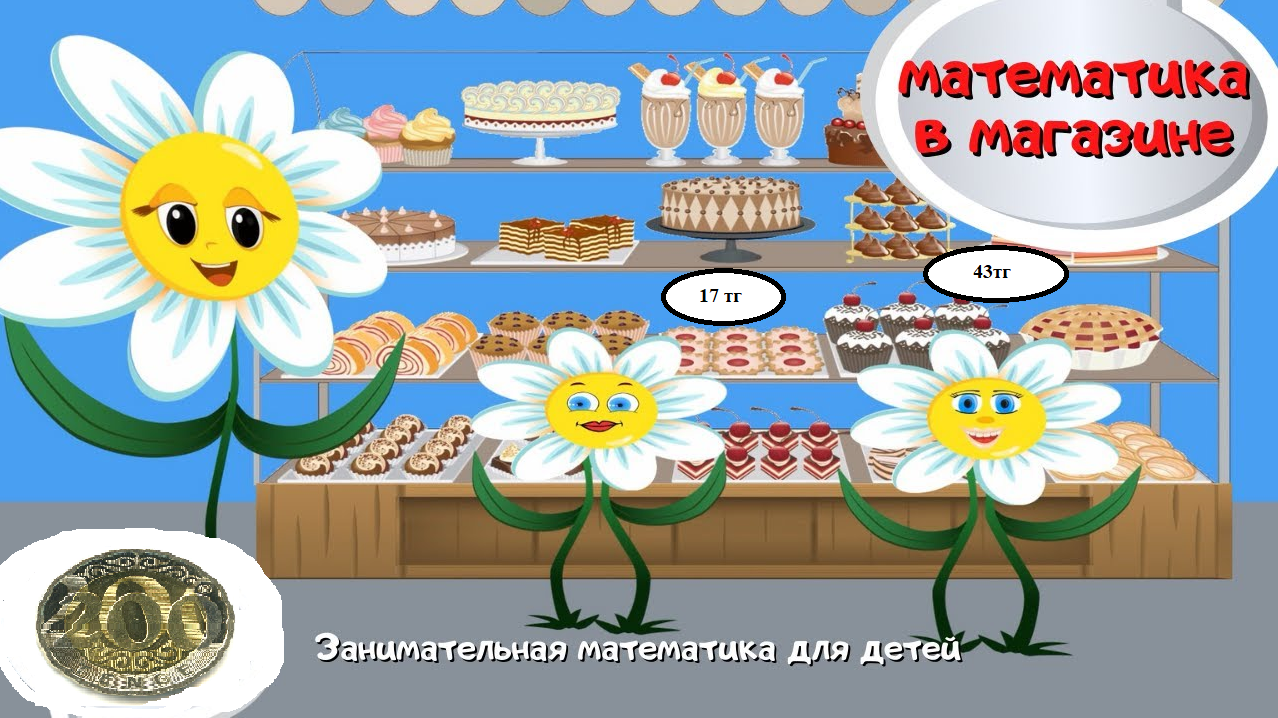 математика
в магазине
43тг
17 тг
200
Занимательная математика для детей